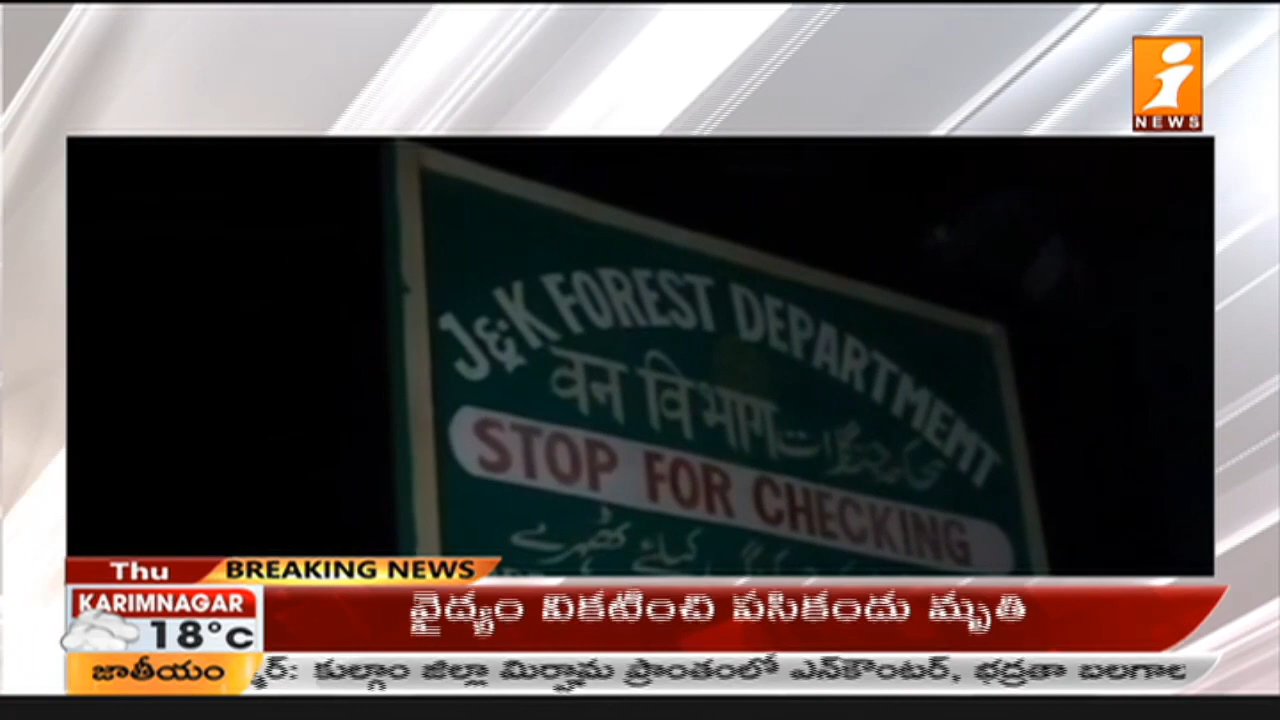 i
NEWS
J&K FOREST DEPARTMENT
वन विभाग
STOP FOR CHECKING
ٹھہریے
Thu
BREAKING NEWS
KARIMNAGAR
18°c
వైద్యం వికటించి పసికందు మృతి
జాతీయం
కుల్గాం జిల్లా మిర్హామ ప్రాంతంలో ఎన్‌కౌంటర్, భద్రతా బలగాల